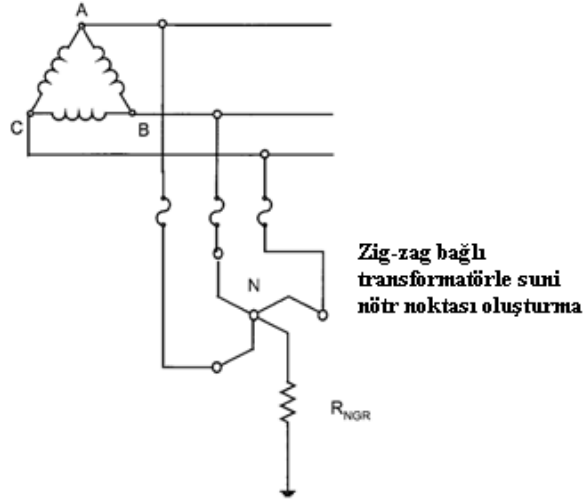 A
C
B
N
Zig-zag bağlı
transformatörle suni
nötr noktası oluşturma
RNGR